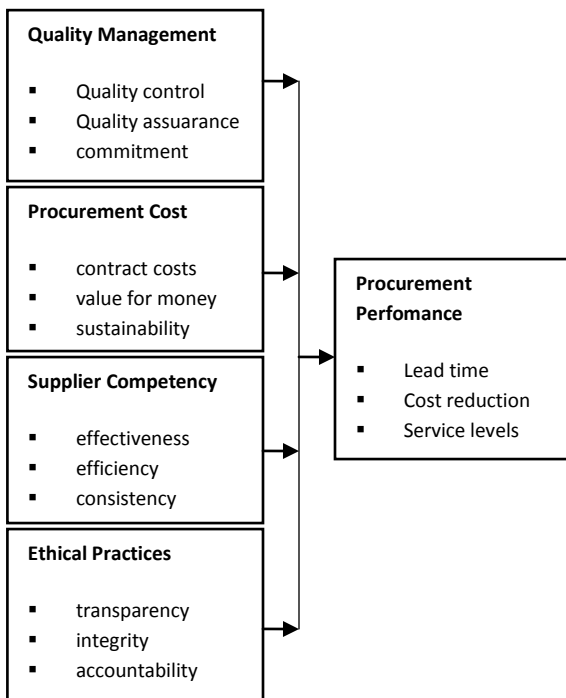 Quality Management
▪ Quality control
▪ Quality assuarance
▪ commitment
Procurement Cost
▪ contract costs
▪ value for money
▪ sustainability
Supplier Competency
▪ effectiveness
▪ efficiency
▪ consistency
Ethical Practices
▪ transparency
▪ integrity
▪ accountability
Procurement
Perfomance
▪ Lead time
▪ Cost reduction
▪ Service levels